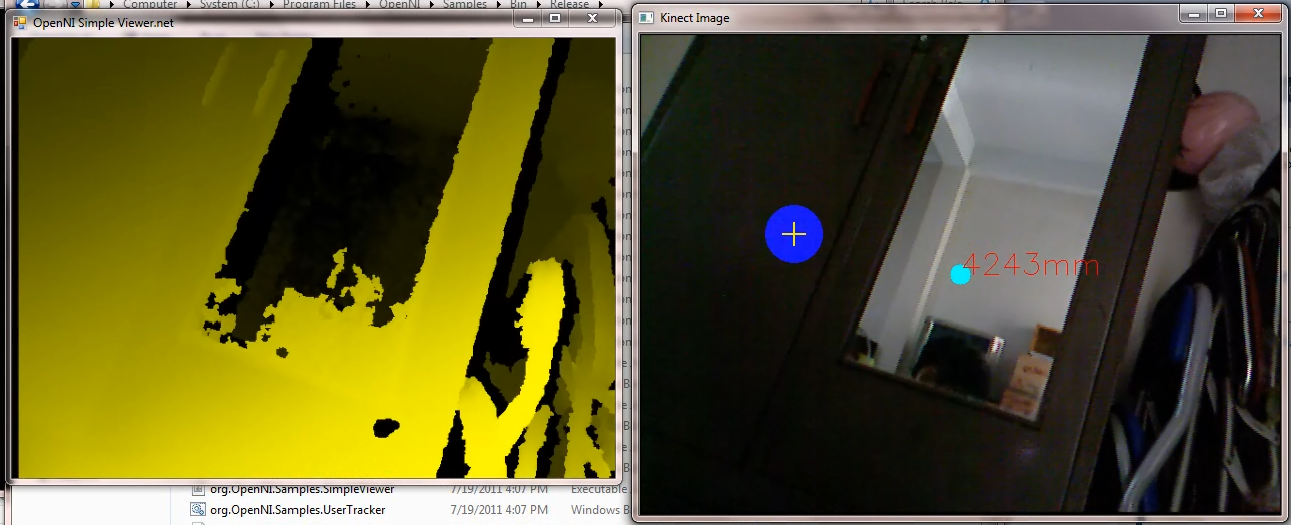 Computer System (C:) Program Files OpenNI Samples Bin Release
OpenNI Simple Viewer.net
Kinect Image
4243mm
org.OpenNI.Samples.SimpleViewer 7/19/2011 4:07 PM Executable
org.OpenNI.Samples.UserTracker 7/19/2011 4:07 PM Windows B